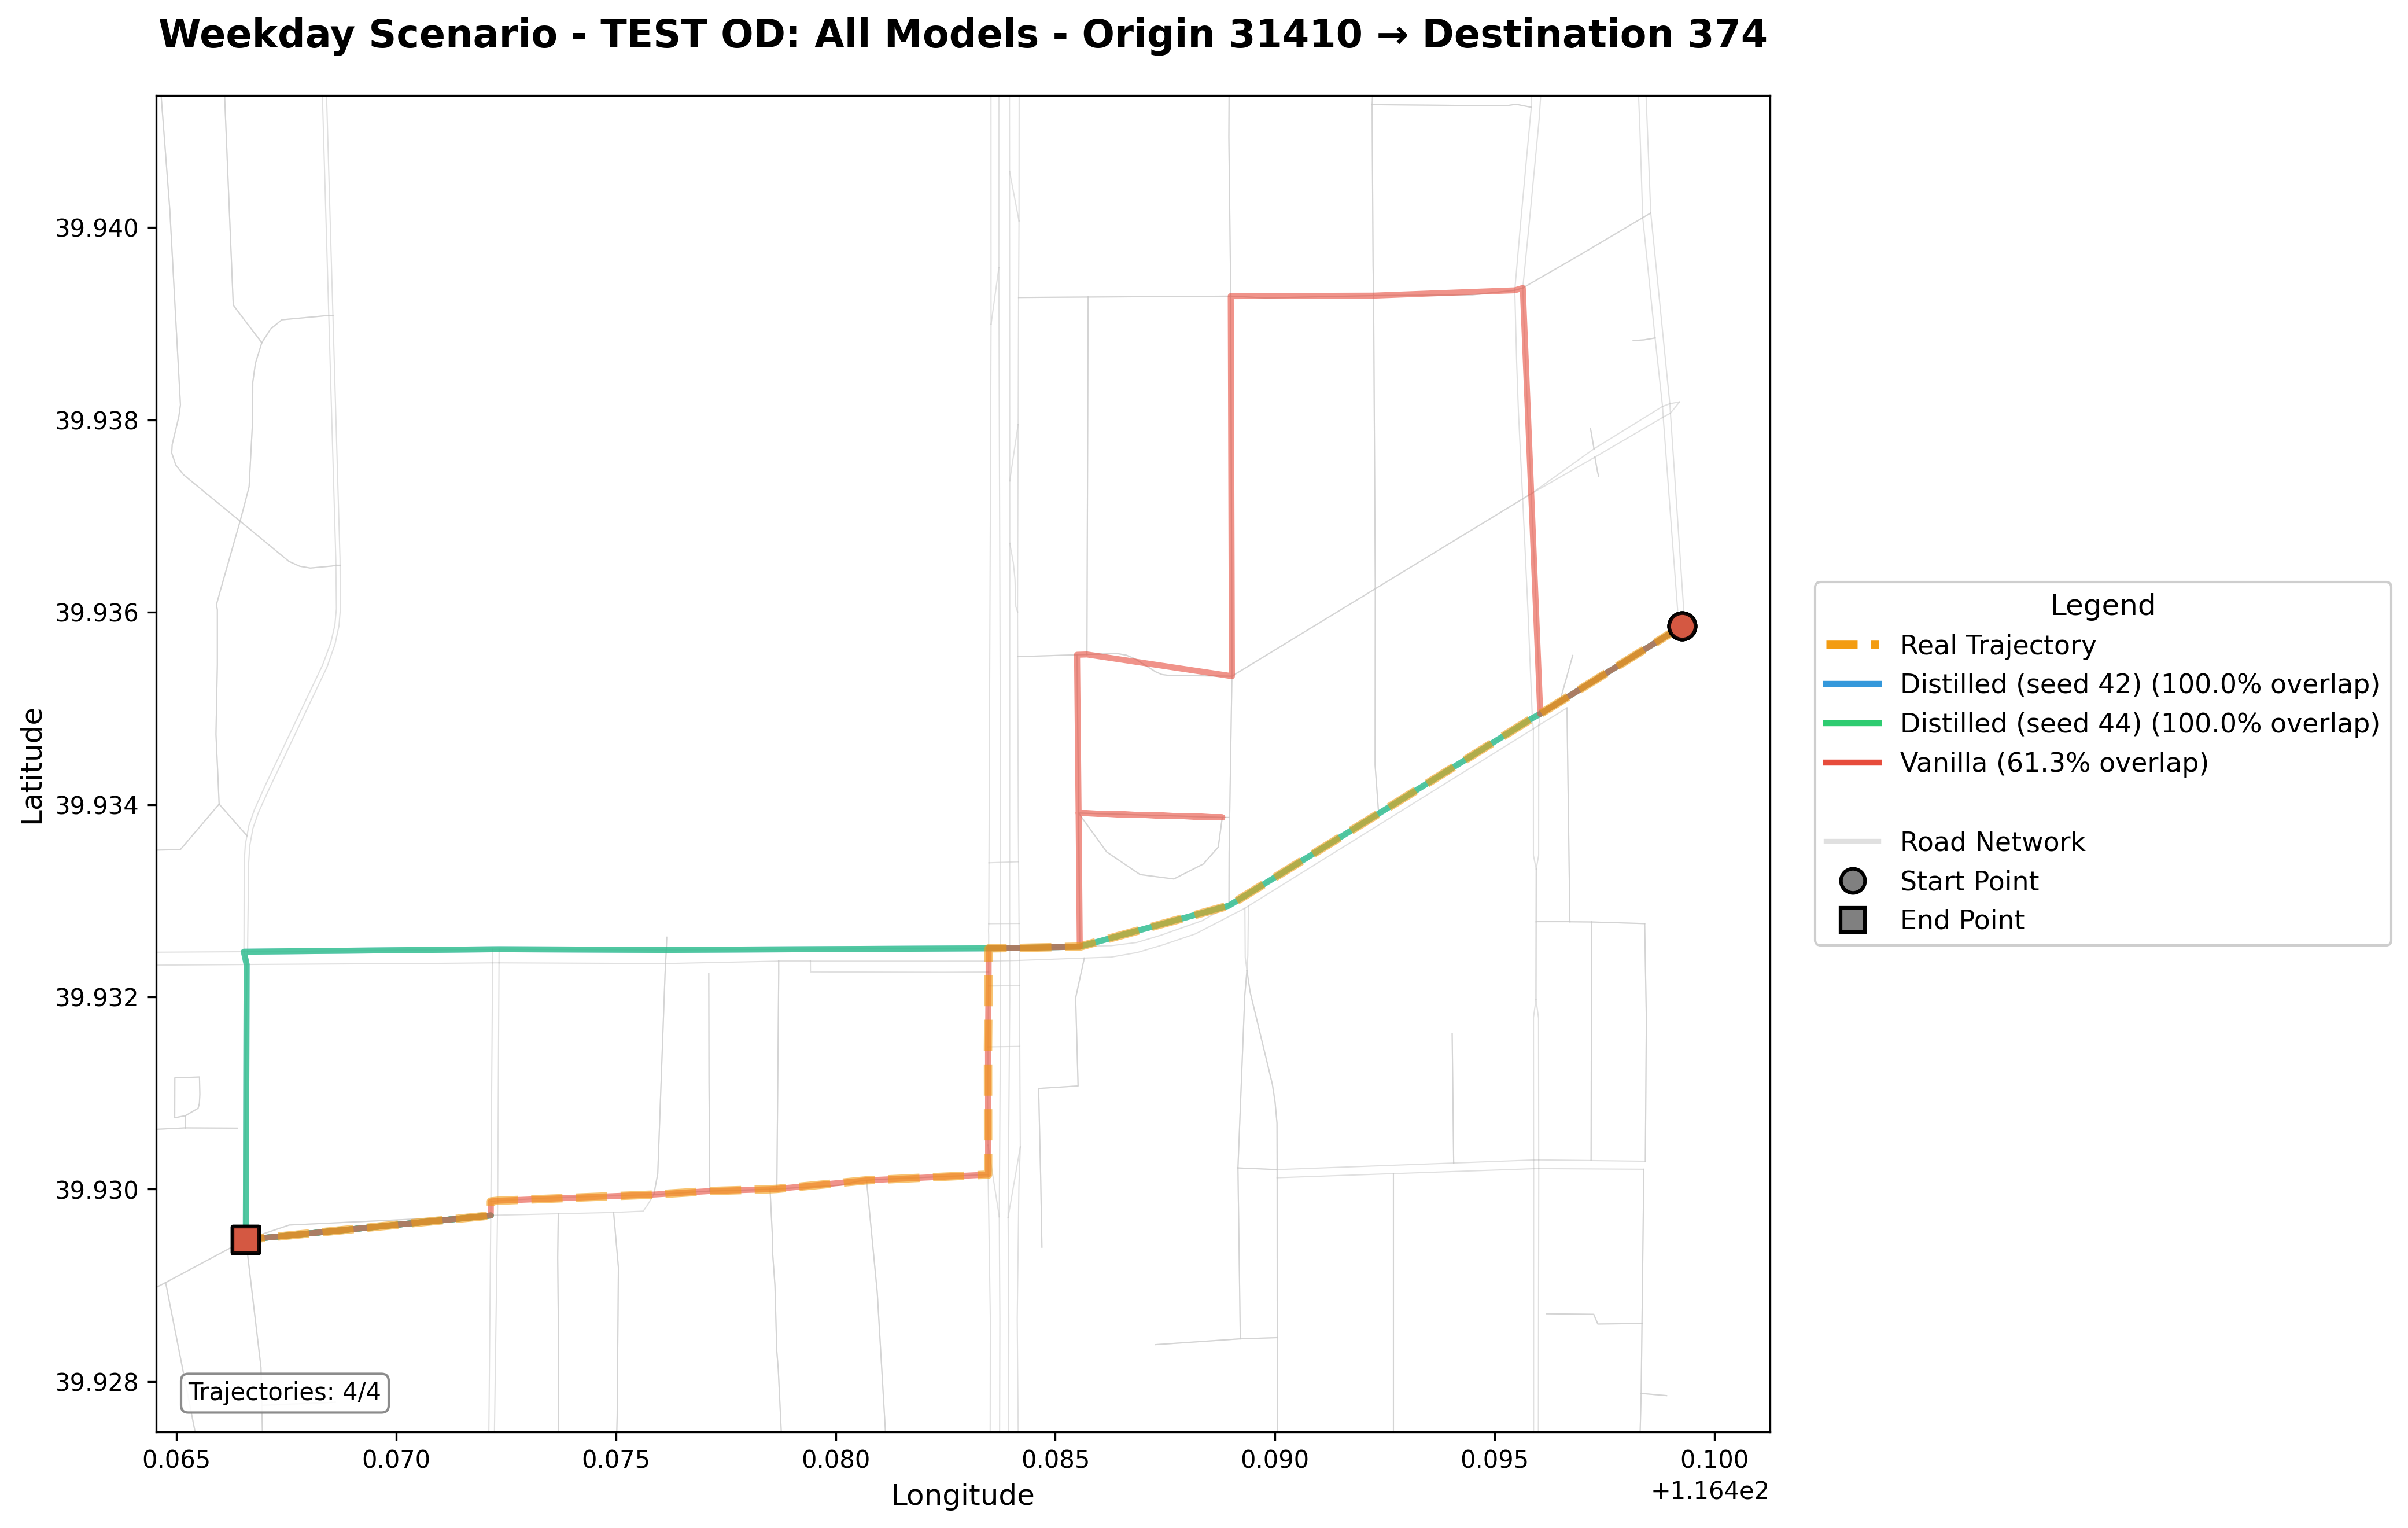 Weekday Scenario - TEST OD: All Models - Origin 31410 → Destination 374
Latitude
39.940
39.938
39.936
39.934
39.932
39.930
39.928
Trajectories: 4/4
0.065 0.070 0.075 0.080 0.085 0.090 0.095 0.100
+1.164e2
Longitude
Legend
Real Trajectory
Distilled (seed 42) (100.0% overlap)
Distilled (seed 44) (100.0% overlap)
Vanilla (61.3% overlap)
Road Network
Start Point
End Point